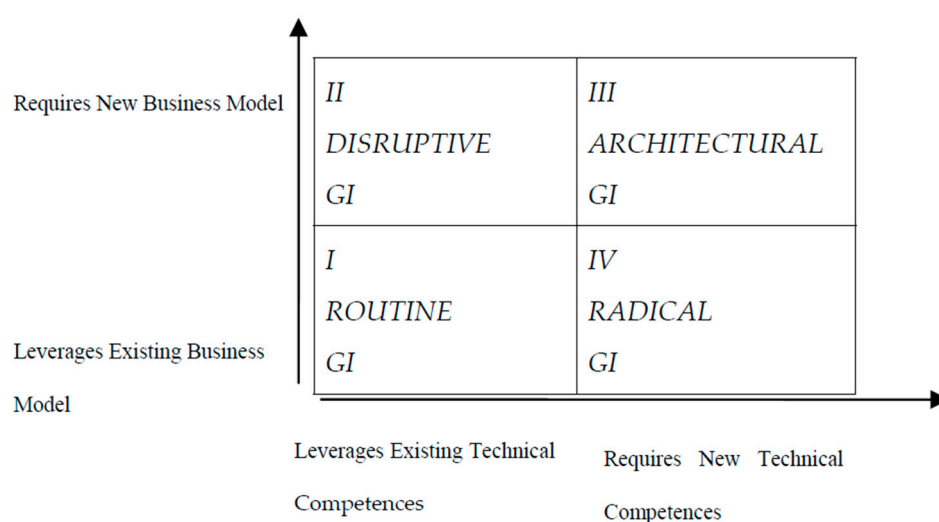 Requires New Business Model
II
DISRUPTIVE
GI
III
ARCHITECTURAL
GI
I
ROUTINE
GI
IV
RADICAL
GI
Leverages Existing Business
Model
Leverages Existing Technical
Competences
Requires New Technical
Competences